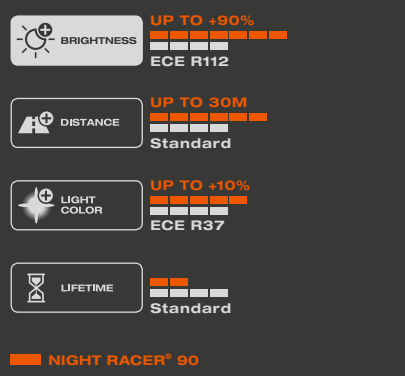 UP TO +90%
BRIGHTNESS
ECE R112
UP TO 30M
DISTANCE
Standard
UP TO +10%
LIGHT
COLOR
ECE R37
LIFETIME
Standard
NIGHT RACER® 90